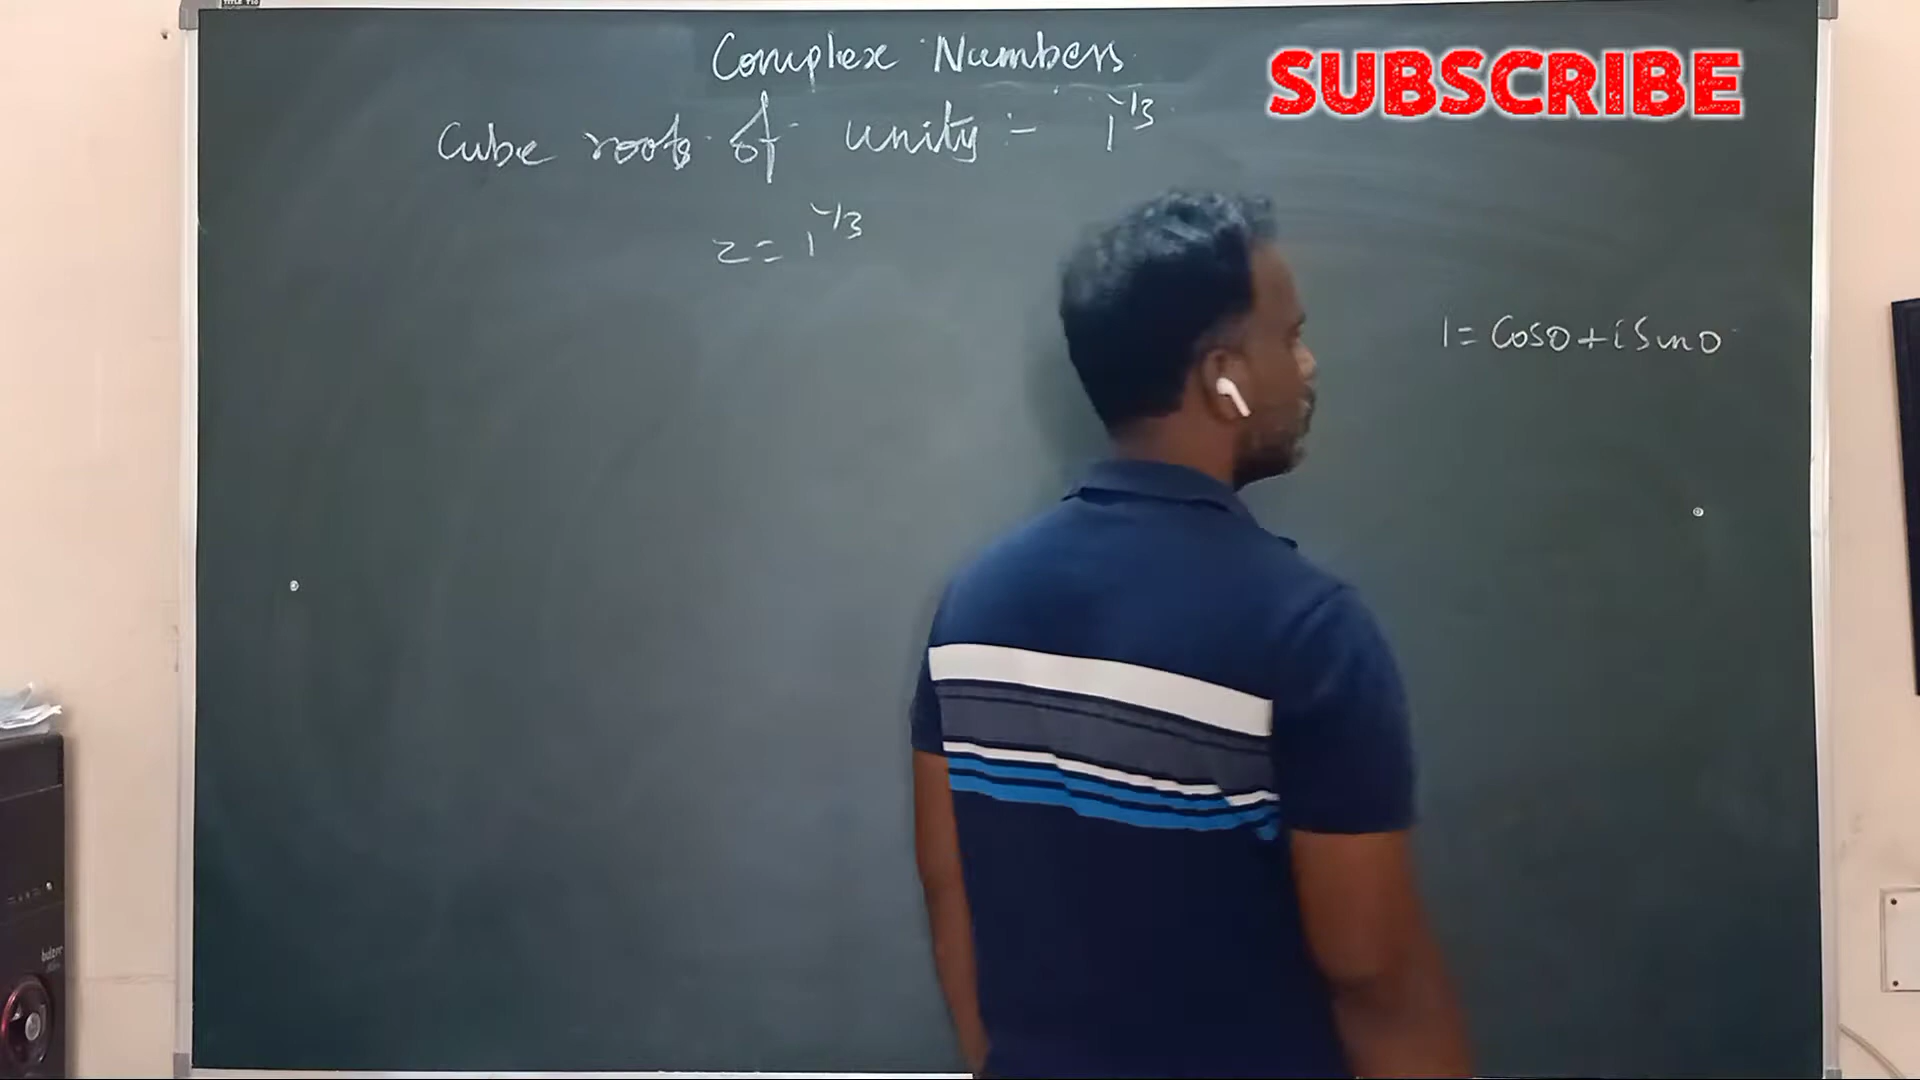 Complex Numbers
SUBSCRIBE
Cube roots of unity :- 1^1/3
z = 1^1/3
1 = Cos0 + i Sin0